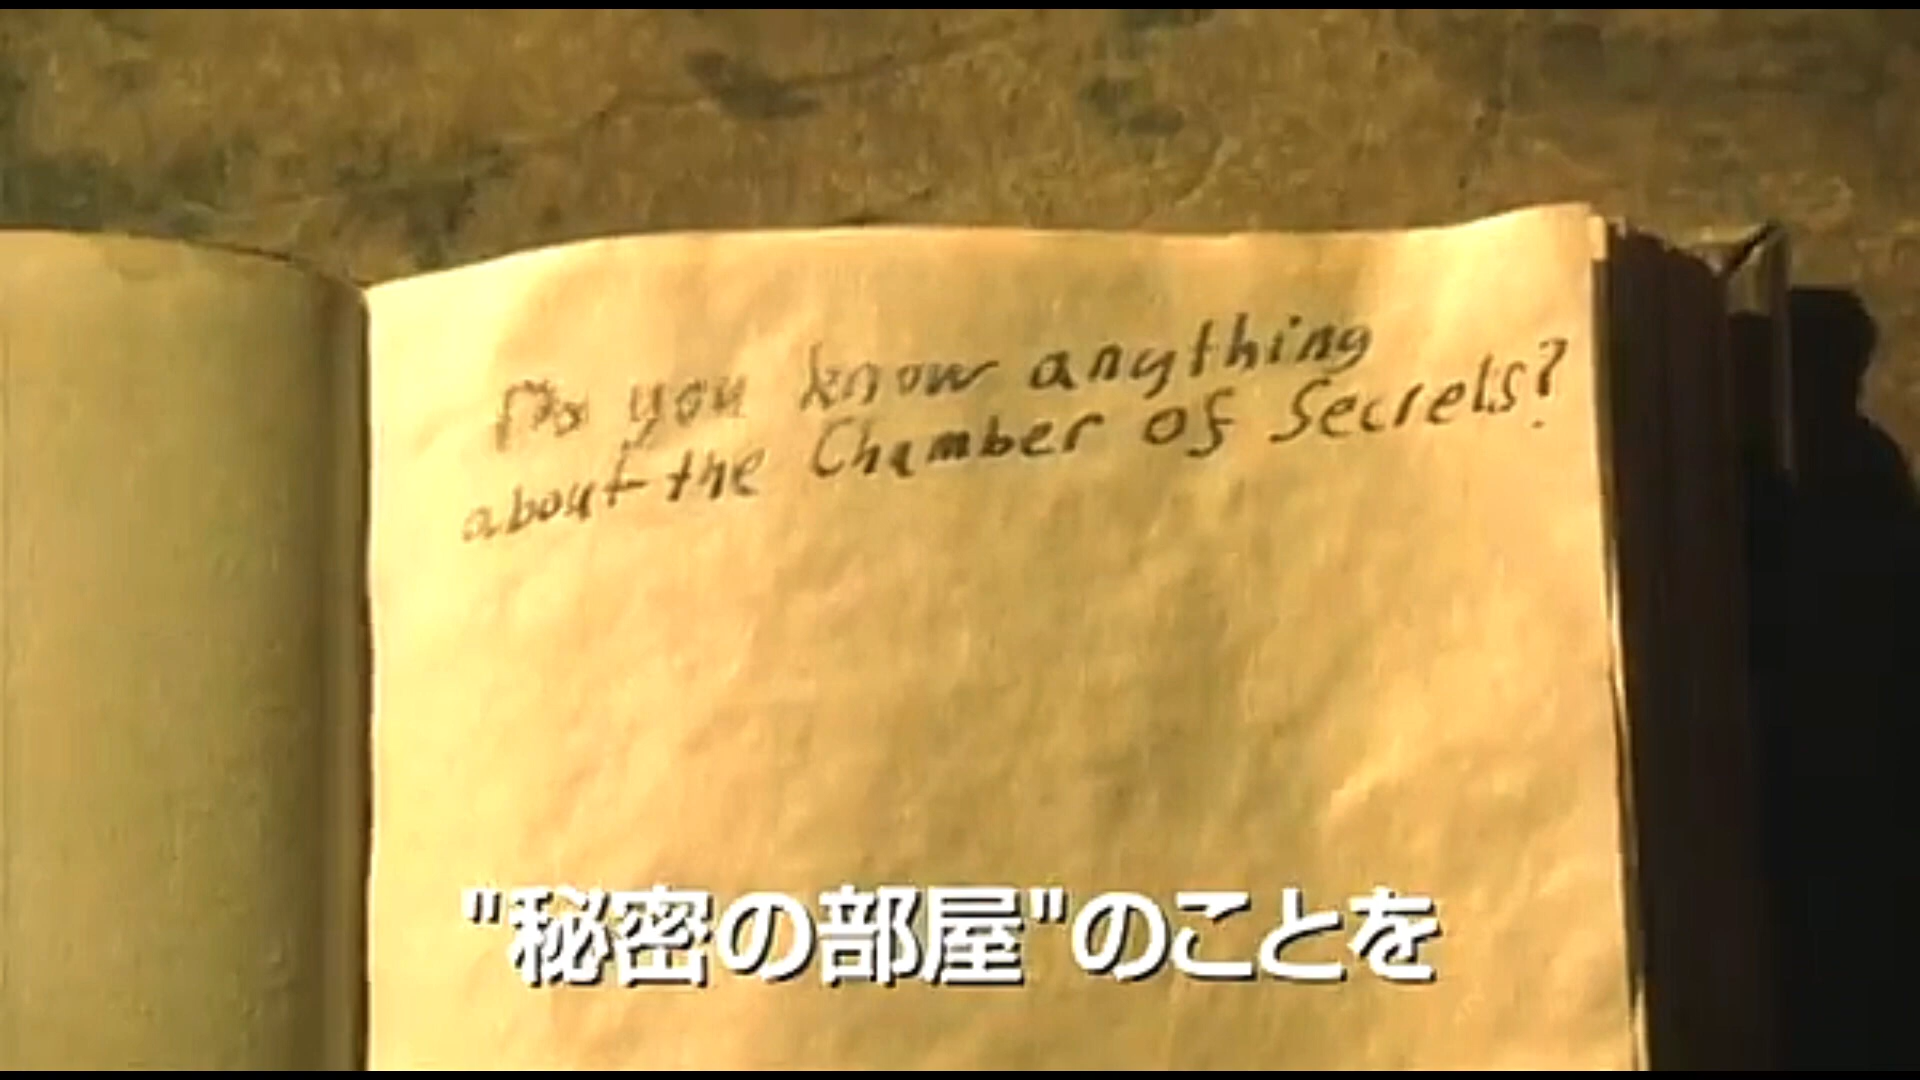 Do you know anything
about the Chamber of Secrets?
"秘密の部屋"のことを